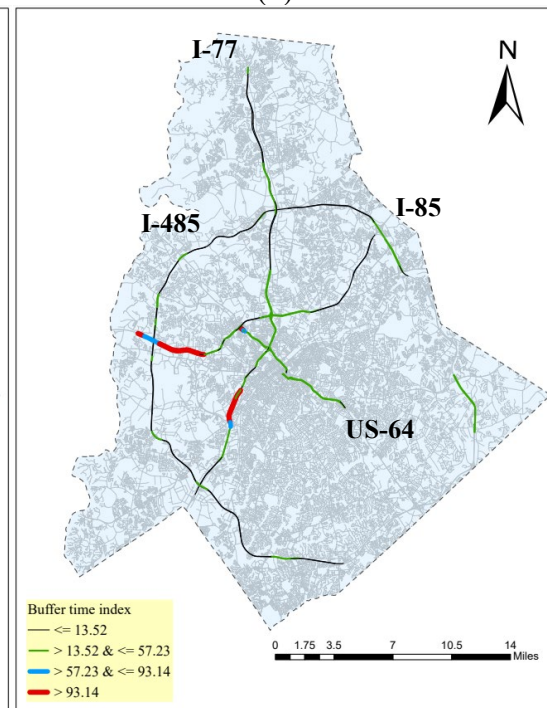 I-77
N
I-85
I-485
US-64
Buffer time index
<= 13.52
> 13.52 & <= 57.23
> 57.23 & <= 93.14
> 93.14
0 1.75 3.5 7 10.5 14
Miles